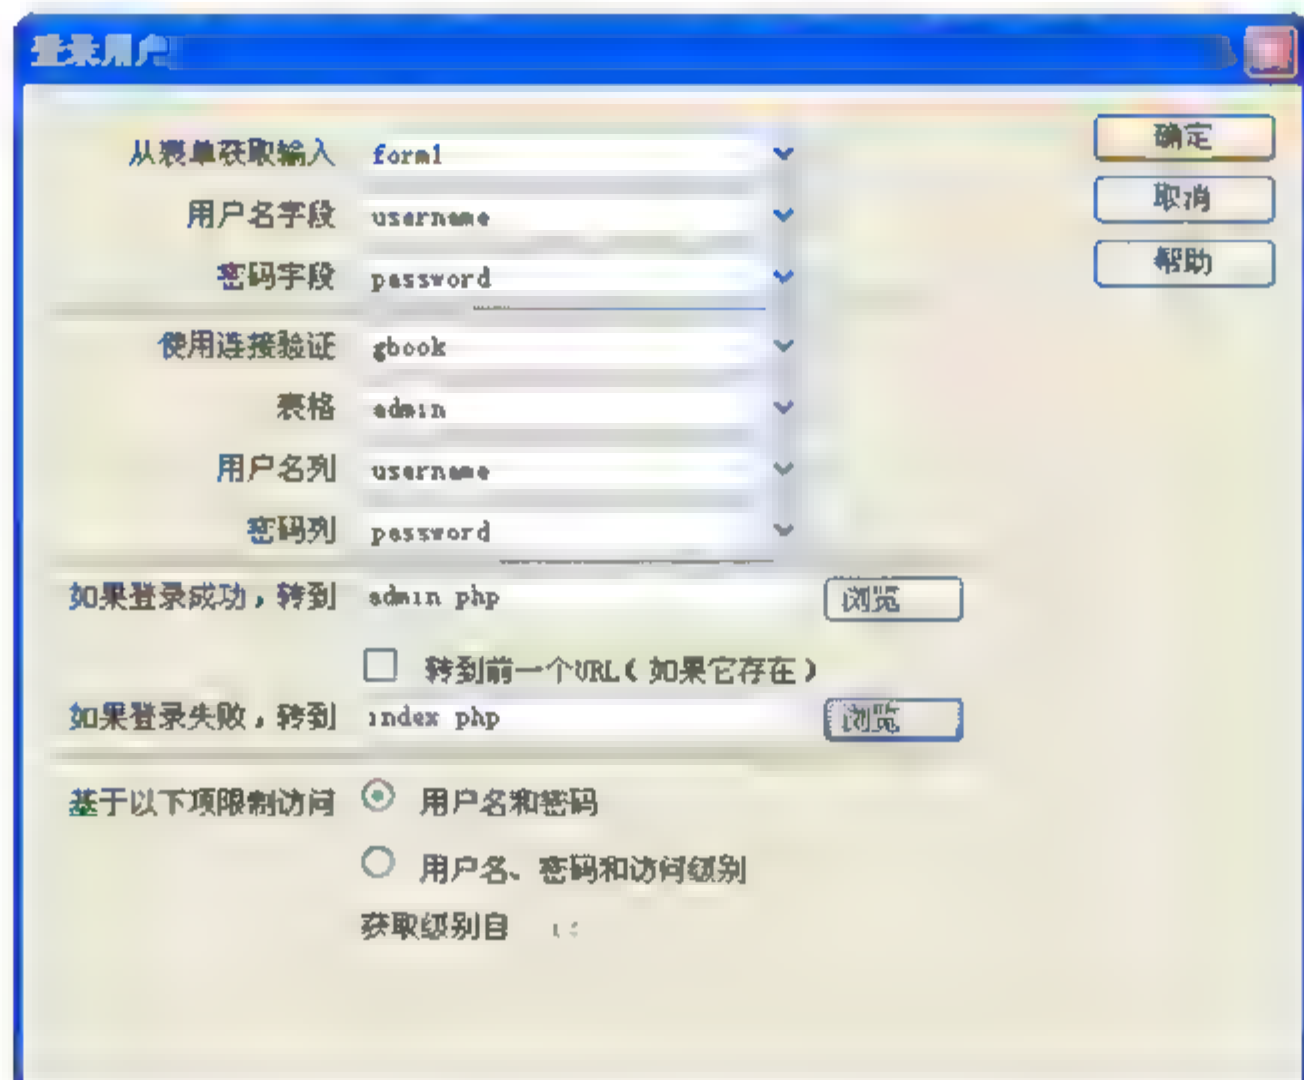 登录用户
从表单获取输入 form1
确定
用户名字段 username
取消
密码字段 password
帮助
使用连接验证 gbook
表格 admin
用户名列 username
密码列 password
如果登录成功，转到 admin php 浏览
转到前一个URL(如果它存在)
如果登录失败，转到 index php 浏览
基于以下项限制访问 用户名和密码
用户名、密码和访问级别
获取级别自